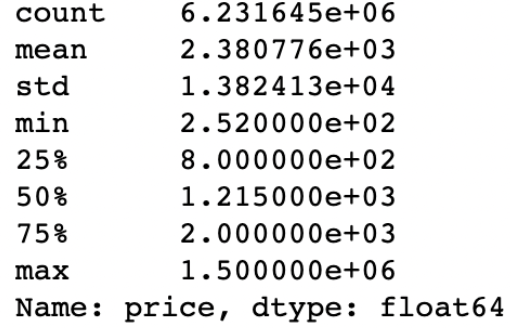 count 6.231645e+06
mean 2.380776e+03
std 1.382413e+04
min 2.520000e+02
25% 8.000000e+02
50% 1.215000e+03
75% 2.000000e+03
max 1.500000e+06
Name: price, dtype: float64